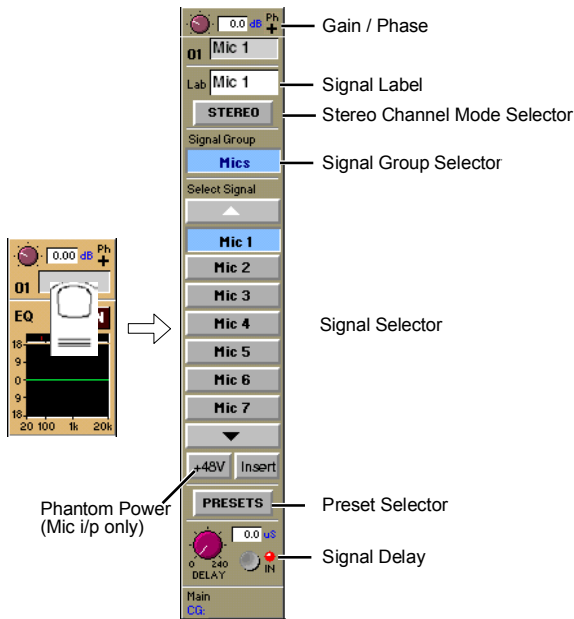 0.0 dB Ph +
Gain / Phase
01 Mic 1
Lab Mic 1
Signal Label
STEREO
Stereo Channel Mode Selector
Signal Group
Mics
Signal Group Selector
Select Signal
Mic 1
Mic 2
Mic 3
Mic 4
Mic 5
Mic 6
Mic 7
Signal Selector
0.00 dB Ph +
01
EQ N
18
9
0
9
18
20 100 1k 20k
+48V Insert
Phantom Power
(Mic i/p only)
PRESETS
Preset Selector
0.0 uS
0 240 IN
DELAY
Signal Delay
Main
CG: